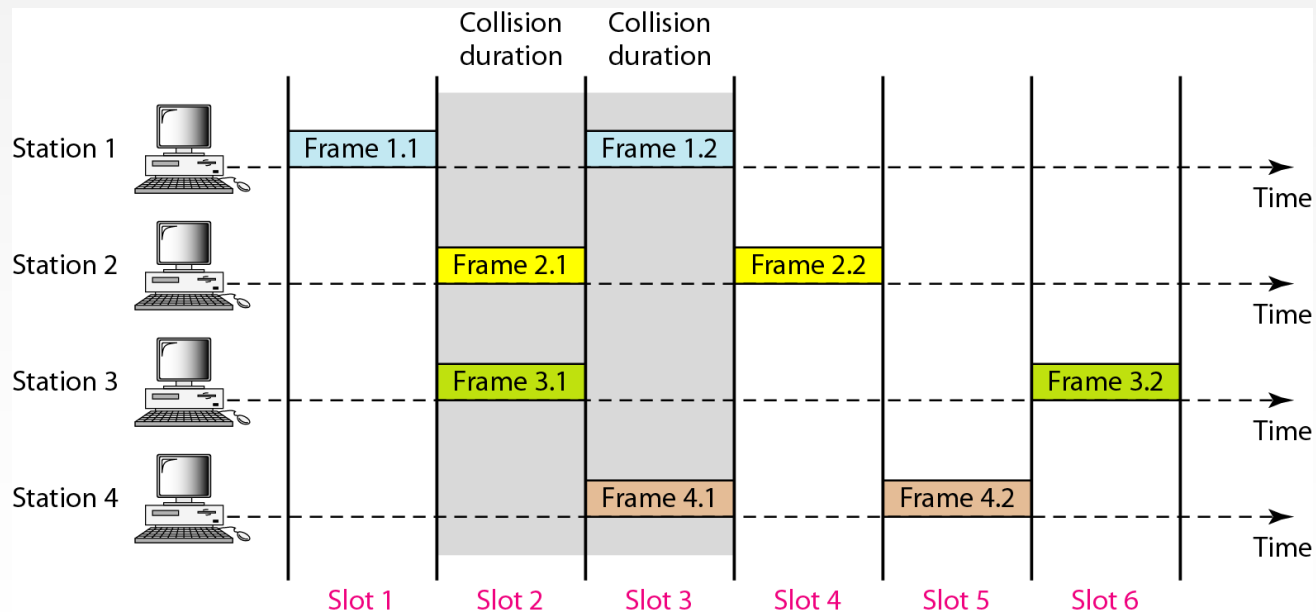 Collision
duration
Collision
duration
Station 1
Frame 1.1
Frame 1.2
Time
Station 2
Frame 2.1
Frame 2.2
Time
Station 3
Frame 3.1
Frame 3.2
Time
Station 4
Frame 4.1
Frame 4.2
Time
Slot 1
Slot 2
Slot 3
Slot 4
Slot 5
Slot 6